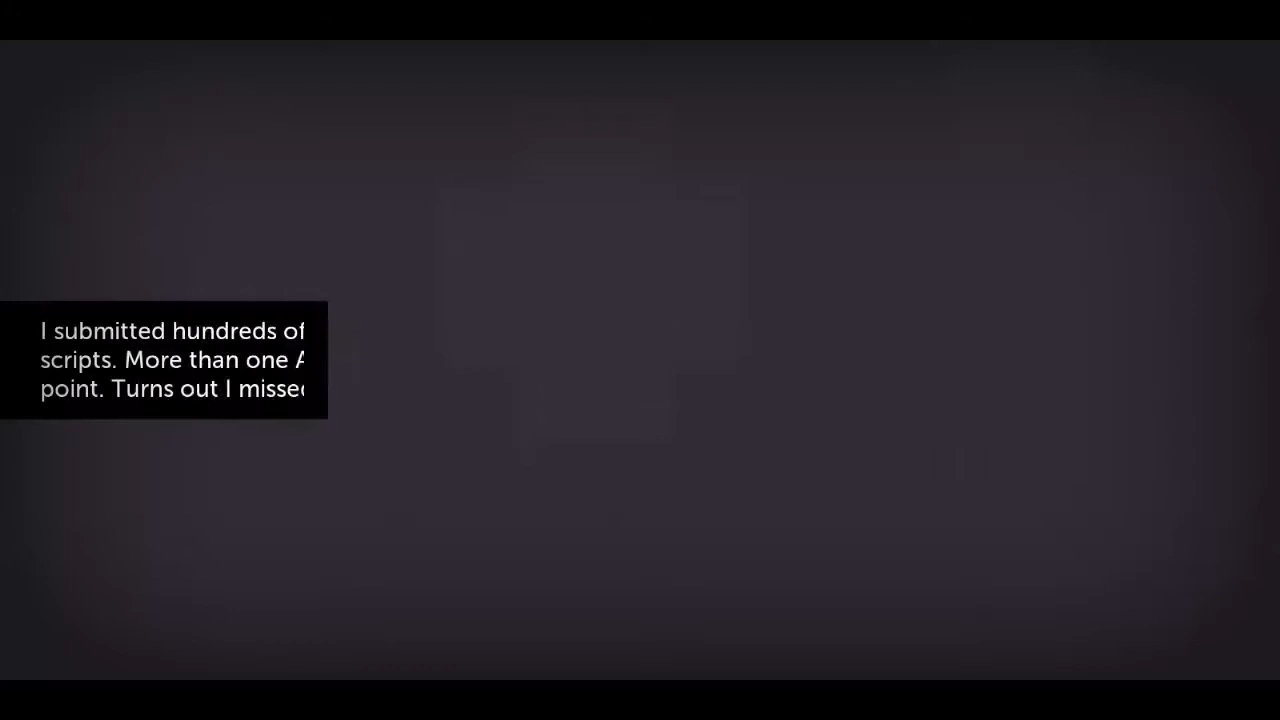 I submitted hundreds of
scripts. More than one
point. Turns out I